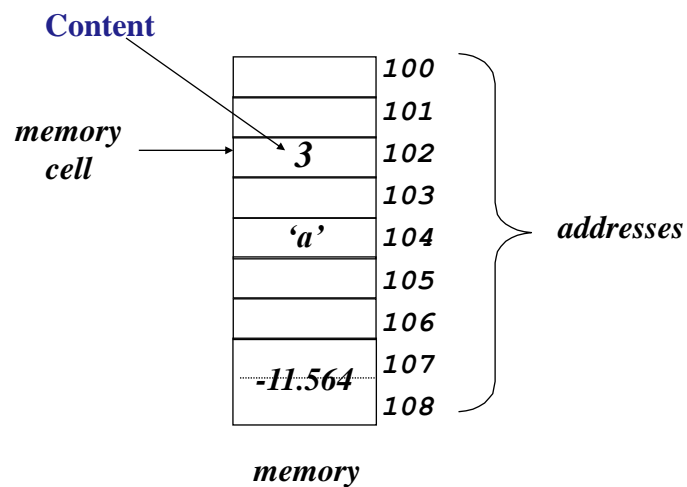 Content
100
101
memory
cell
3
102
103
‘a’
104
addresses
105
106
107
-11.564
108
memory